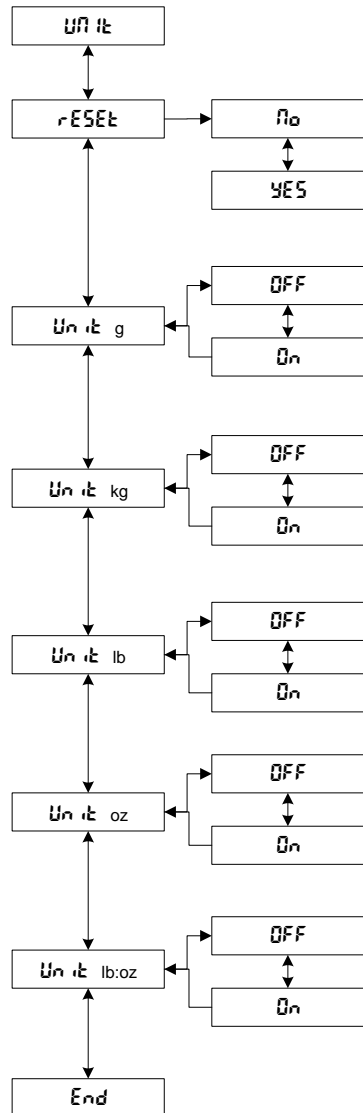 UNIt
rESEt
No
YES
OFF
Unit g
On
OFF
Unit kg
On
OFF
Unit lb
On
OFF
Unit oz
On
OFF
Unit lb:oz
On
End